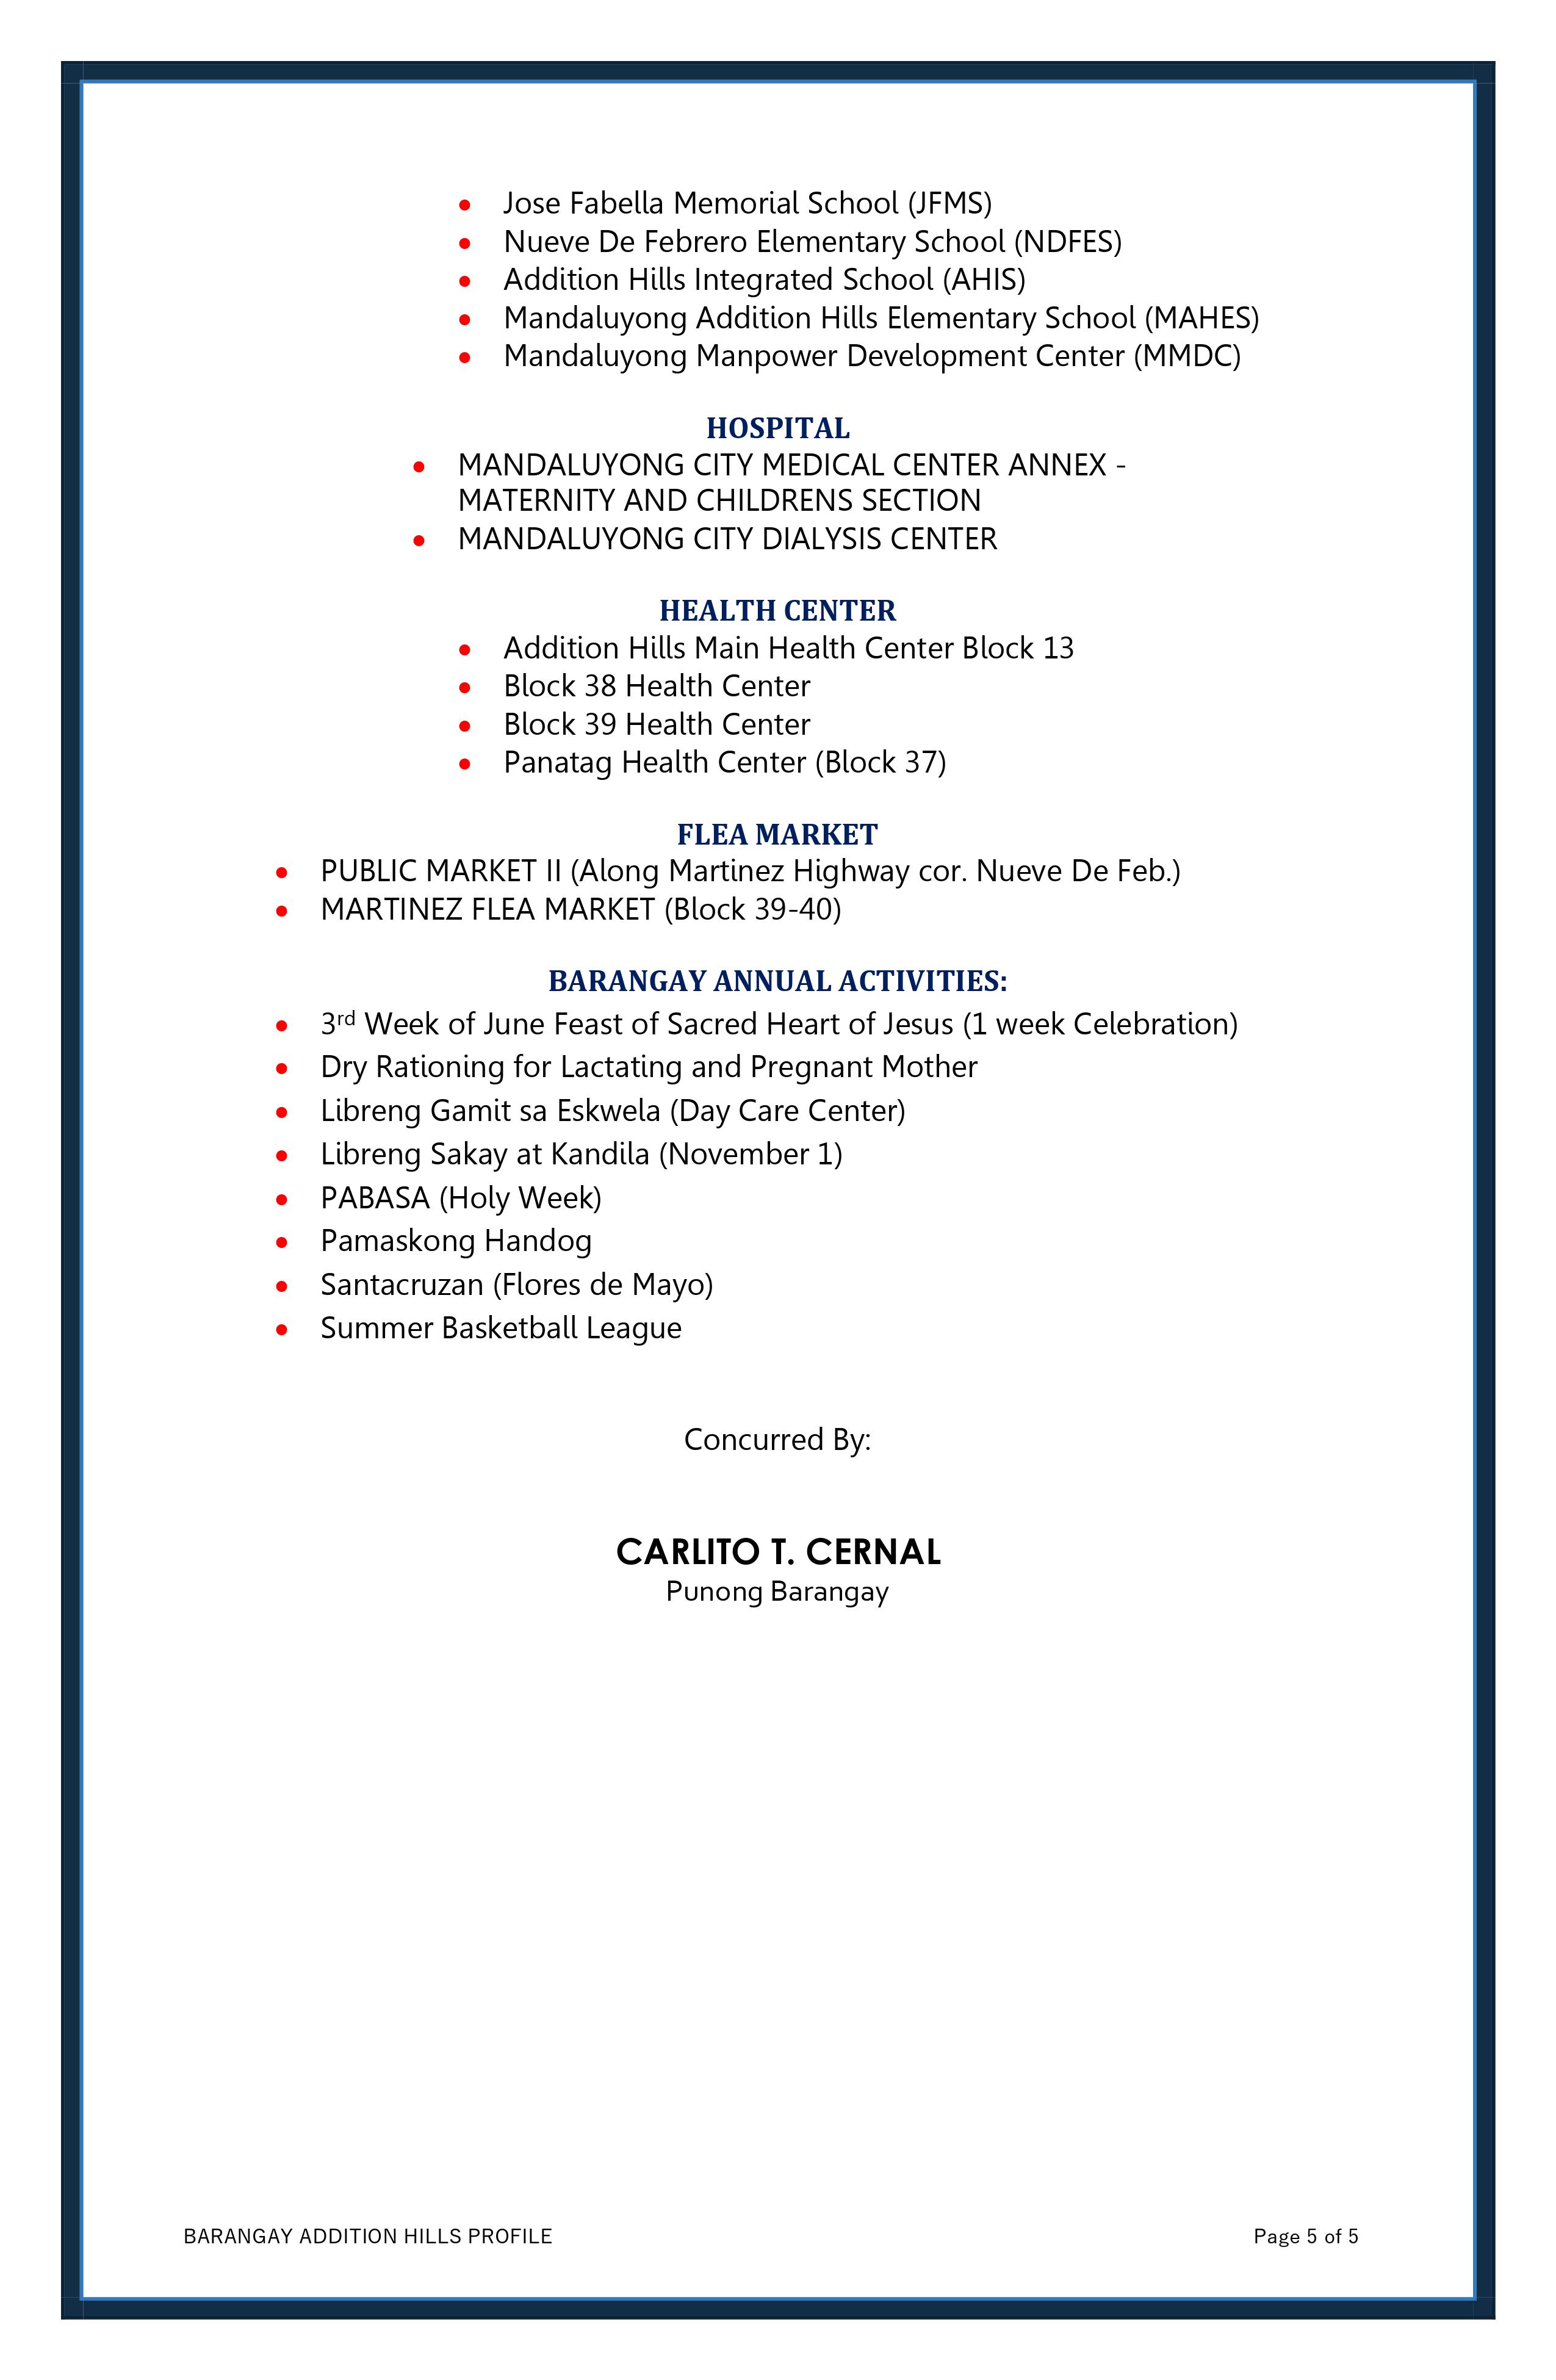 • Jose Fabella Memorial School (JFMS)
• Nueve De Febrero Elementary School (NDFES)
• Addition Hills Integrated School (AHIS)
• Mandaluyong Addition Hills Elementary School (MAHES)
• Mandaluyong Manpower Development Center (MMDC)
HOSPITAL
• MANDALUYONG CITY MEDICAL CENTER ANNEX -
MATERNITY AND CHILDRENS SECTION
• MANDALUYONG CITY DIALYSIS CENTER
HEALTH CENTER
• Addition Hills Main Health Center Block 13
• Block 38 Health Center
• Block 39 Health Center
• Panatag Health Center (Block 37)
FLEA MARKET
• PUBLIC MARKET II (Along Martinez Highway cor. Nueve De Feb.)
• MARTINEZ FLEA MARKET (Block 39-40)
BARANGAY ANNUAL ACTIVITIES:
• 3rd Week of June Feast of Sacred Heart of Jesus (1 week Celebration)
• Dry Rationing for Lactating and Pregnant Mother
• Libreng Gamit sa Eskwela (Day Care Center)
• Libreng Sakay at Kandila (November 1)
• PABASA (Holy Week)
• Pamaskong Handog
• Santacruzan (Flores de Mayo)
• Summer Basketball League
Concurred By:
CARLITO T. CERNAL
Punong Barangay
BARANGAY ADDITION HILLS PROFILE
Page 5 of 5